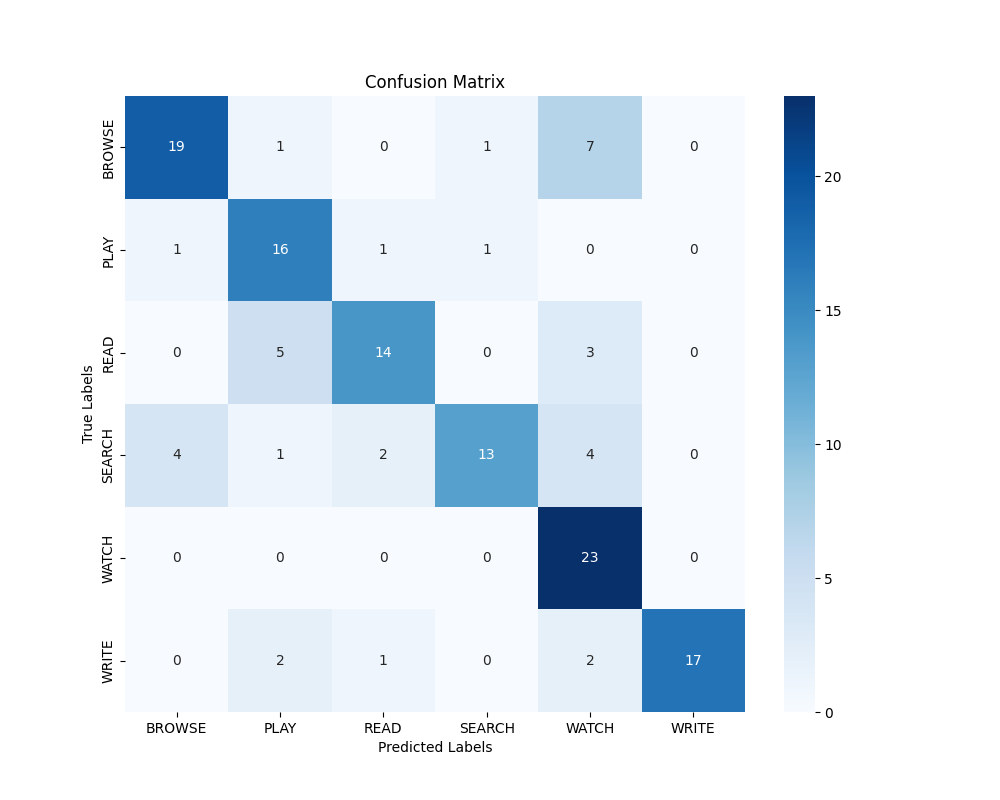 Confusion Matrix
True Labels
BROWSE 19 1 0 1 7 0
PLAY 1 16 1 1 0 0
READ 0 5 14 0 3 0
SEARCH 4 1 2 13 4 0
WATCH 0 0 0 0 23 0
WRITE 0 2 1 0 2 17
BROWSE PLAY READ SEARCH WATCH WRITE
Predicted Labels
20
15
10
5
0